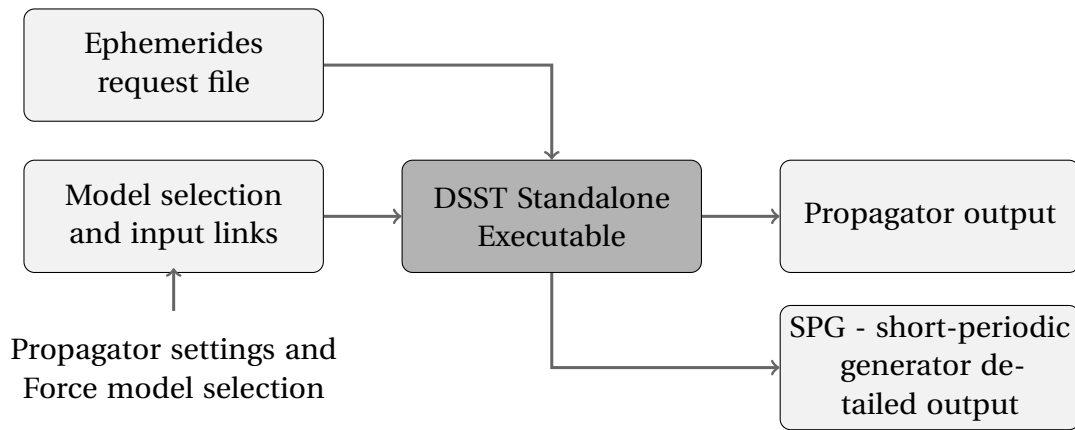 Ephemerides
request file
Model selection
and input links
DSST Standalone
Executable
Propagator output
Propagator settings and
Force model selection
SPG - short-periodic
generator de-
tailed output